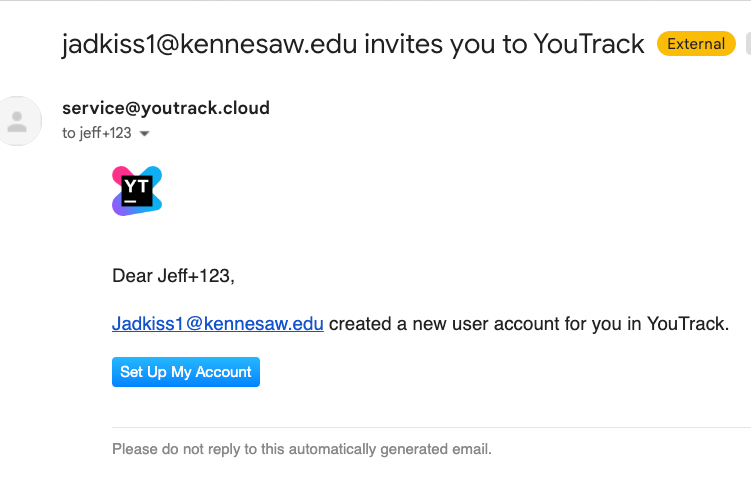 jadkiss1@kennesaw.edu invites you to YouTrack External
service@youtrack.cloud
to jeff+123
YT
Dear Jeff+123,
Jadkiss1@kennesaw.edu created a new user account for you in YouTrack.
Set Up My Account
Please do not reply to this automatically generated email.